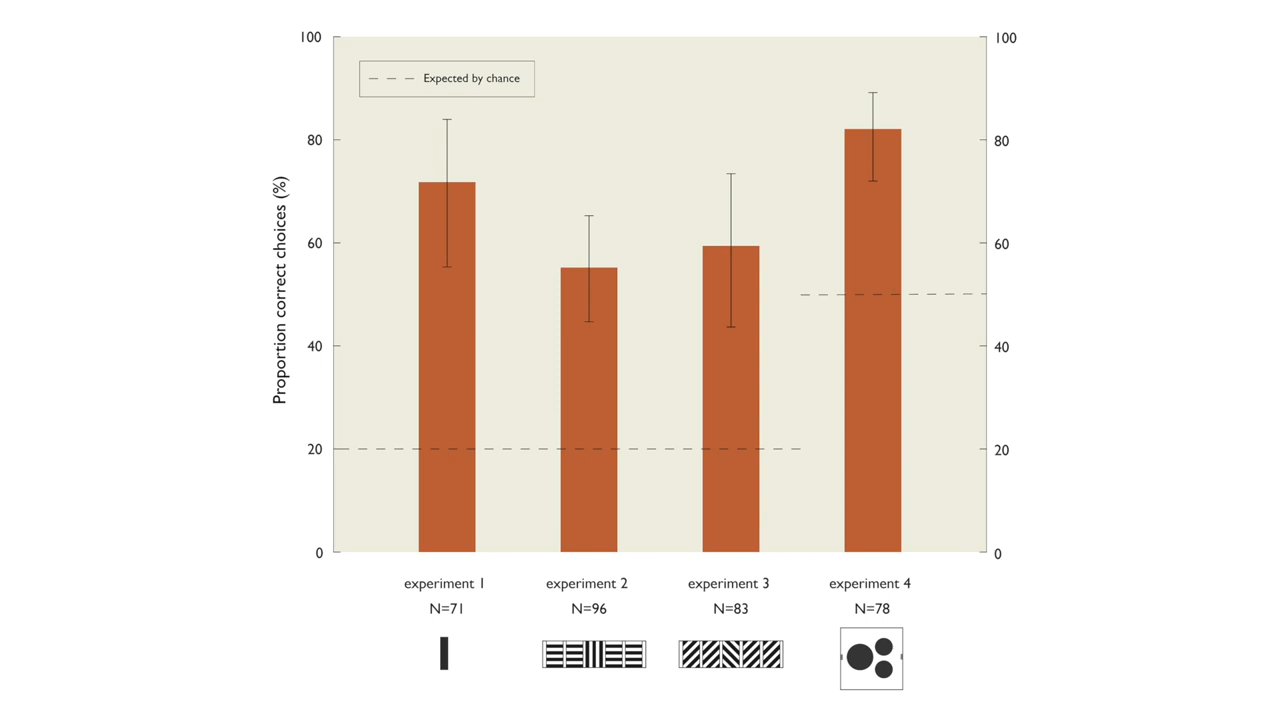 100
100
Expected by chance
80
80
60
60
40
40
20
20
0
0
Proportion correct choices (%)
experiment 1
experiment 2
experiment 3
experiment 4
N=71
N=96
N=83
N=78